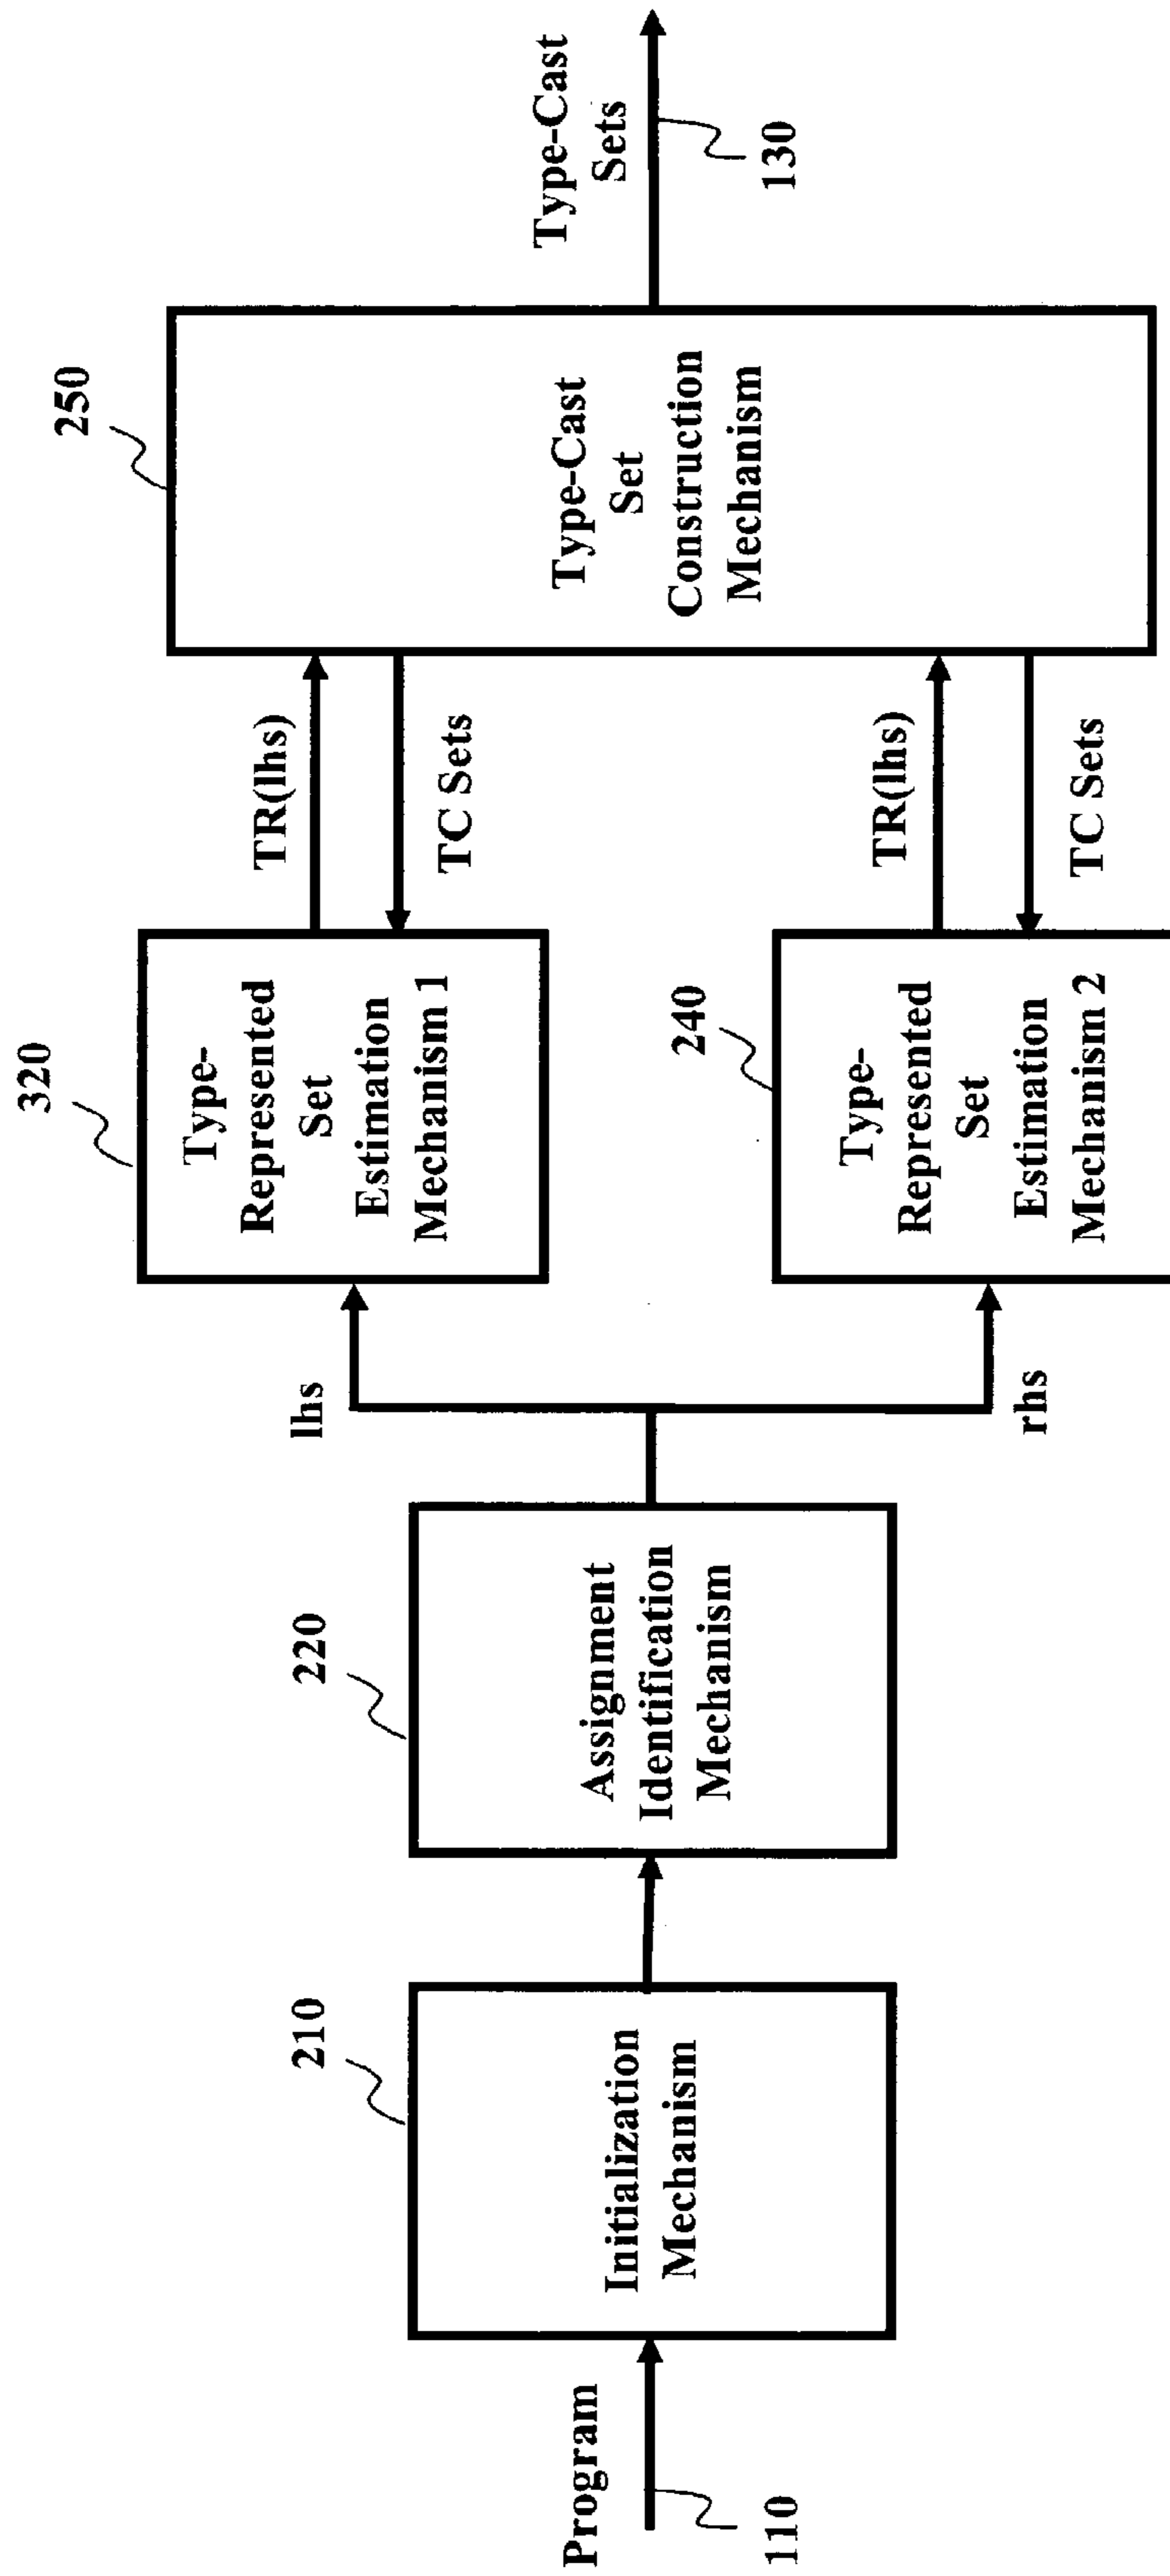 Program
110
210
Initialization
Mechanism
220
Assignment
Identification
Mechanism
lhs
rhs
320
Type-
Represented
Set
Estimation
Mechanism 1
240
Type-
Represented
Set
Estimation
Mechanism 2
TR(lhs)
TC Sets
TR(lhs)
TC Sets
250
Type-Cast
Set
Construction
Mechanism
Type-Cast
Sets
130